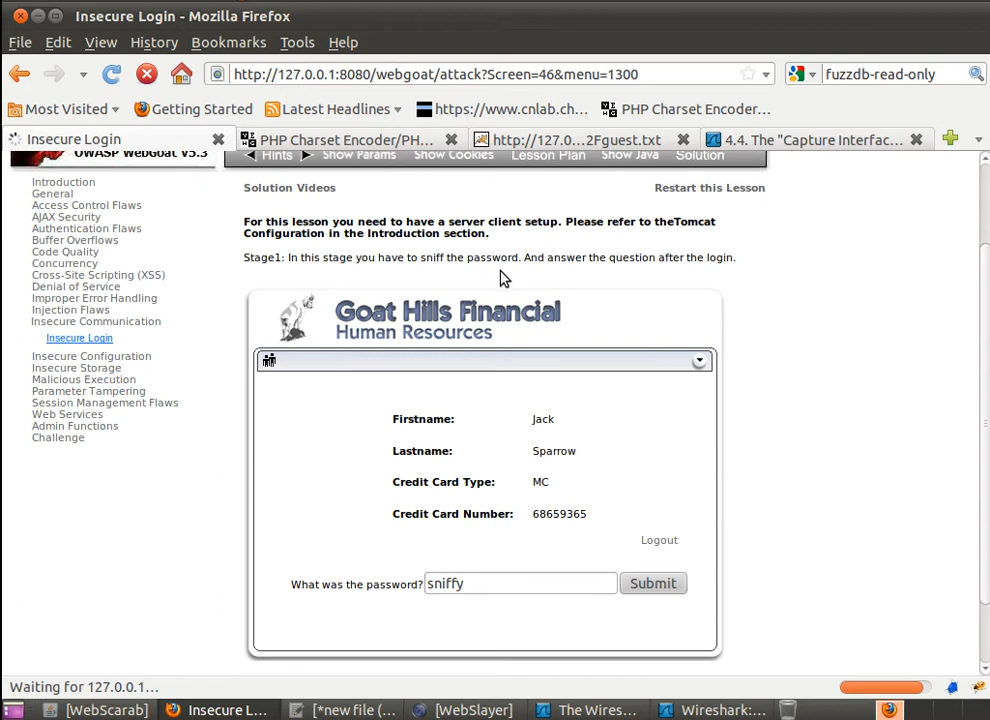 Insecure Login - Mozilla Firefox
File Edit View History Bookmarks Tools Help
http://127.0.0.1:8080/webgoat/attack?Screen=46&menu=1300 fuzzdb-read-only
Most Visited Getting Started Latest Headlines https://www.cnlab.ch... PHP Charset Encoder...
Insecure Login PHP Charset Encoder/PH... http://127.0...2Fguest.txt 4.4. The "Capture Interfac...
OWASP WebGoat V5.3 Hints Show Params Show Cookies Lesson Plan Show Java Solution
Introduction
General
Access Control Flaws
AJAX Security
Authentication Flaws
Buffer Overflows
Code Quality
Concurrency
Cross-Site Scripting (XSS)
Denial of Service
Improper Error Handling
Injection Flaws
Insecure Communication
Insecure Login
Insecure Configuration
Insecure Storage
Malicious Execution
Parameter Tampering
Session Management Flaws
Web Services
Admin Functions
Challenge
Solution Videos Restart this Lesson
For this lesson you need to have a server client setup. Please refer to theTomcat
Configuration in the Introduction section.
Stage1: In this stage you have to sniff the password. And answer the question after the login.
Goat Hills Financial
Human Resources
Firstname: Jack
Lastname: Sparrow
Credit Card Type: MC
Credit Card Number: 68659365
Logout
What was the password? sniffy Submit
Waiting for 127.0.0.1...
[WebScarab] Insecure L... [*new file (... [WebSlayer] The Wires... Wireshark:...